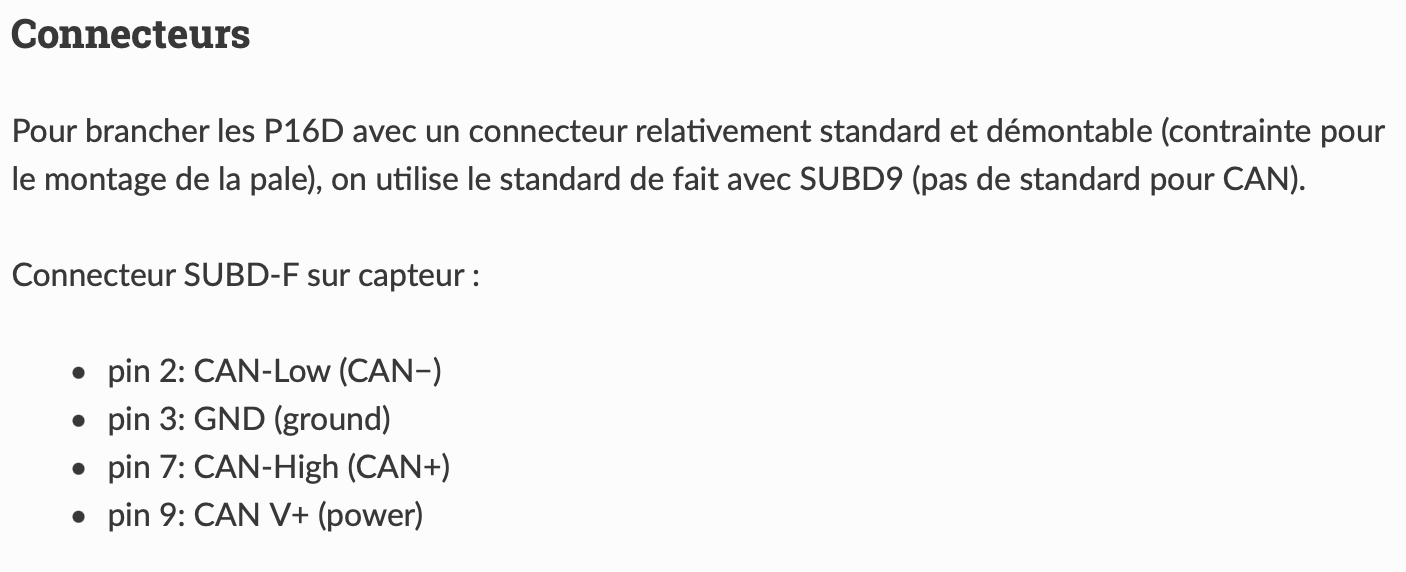 Connecteurs
Pour brancher les P16D avec un connecteur relativement standard et démontable (contrainte pour
le montage de la pale), on utilise le standard de fait avec SUBD9 (pas de standard pour CAN).
Connecteur SUBD-F sur capteur :
• pin 2: CAN-Low (CAN−)
• pin 3: GND (ground)
• pin 7: CAN-High (CAN+)
• pin 9: CAN V+ (power)